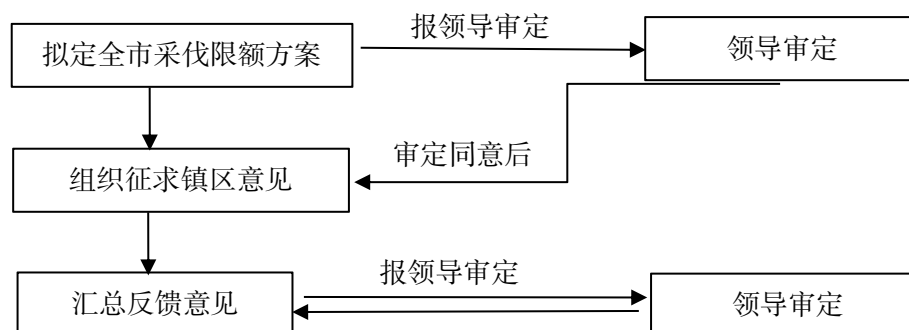 报领导审定
拟定全市采伐限额方案
领导审定
审定同意后
组织征求镇区意见
报领导审定
汇总反馈意见
领导审定